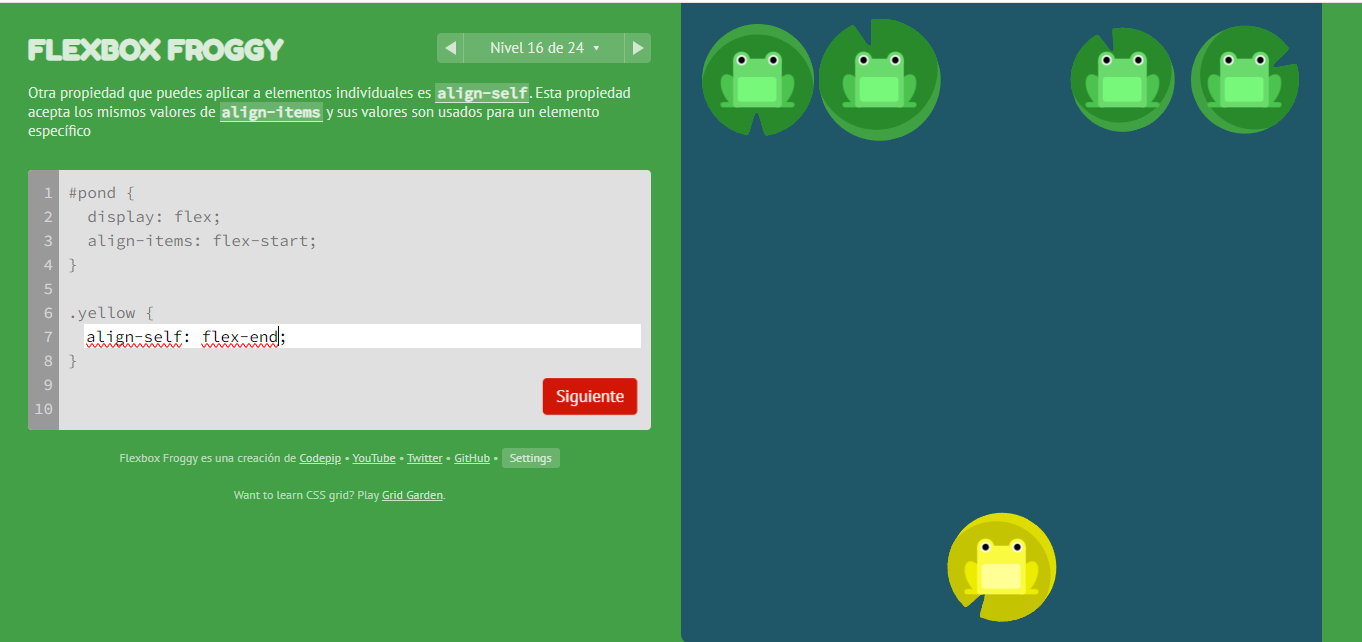 FLEXBOX FROGGY
Nivel 16 de 24
Otra propiedad que puedes aplicar a elementos individuales es align-self. Esta propiedad
acepta los mismos valores de align-items y sus valores son usados para un elemento
específico
1 #pond {
2 display: flex;
3 align-items: flex-start;
4 }
5
6 .yellow {
7 align-self: flex-end;
8 }
9
10
Siguiente
Flexbox Froggy es una creación de Codepip • YouTube • Twitter • GitHub • Settings
Want to learn CSS grid? Play Grid Garden.